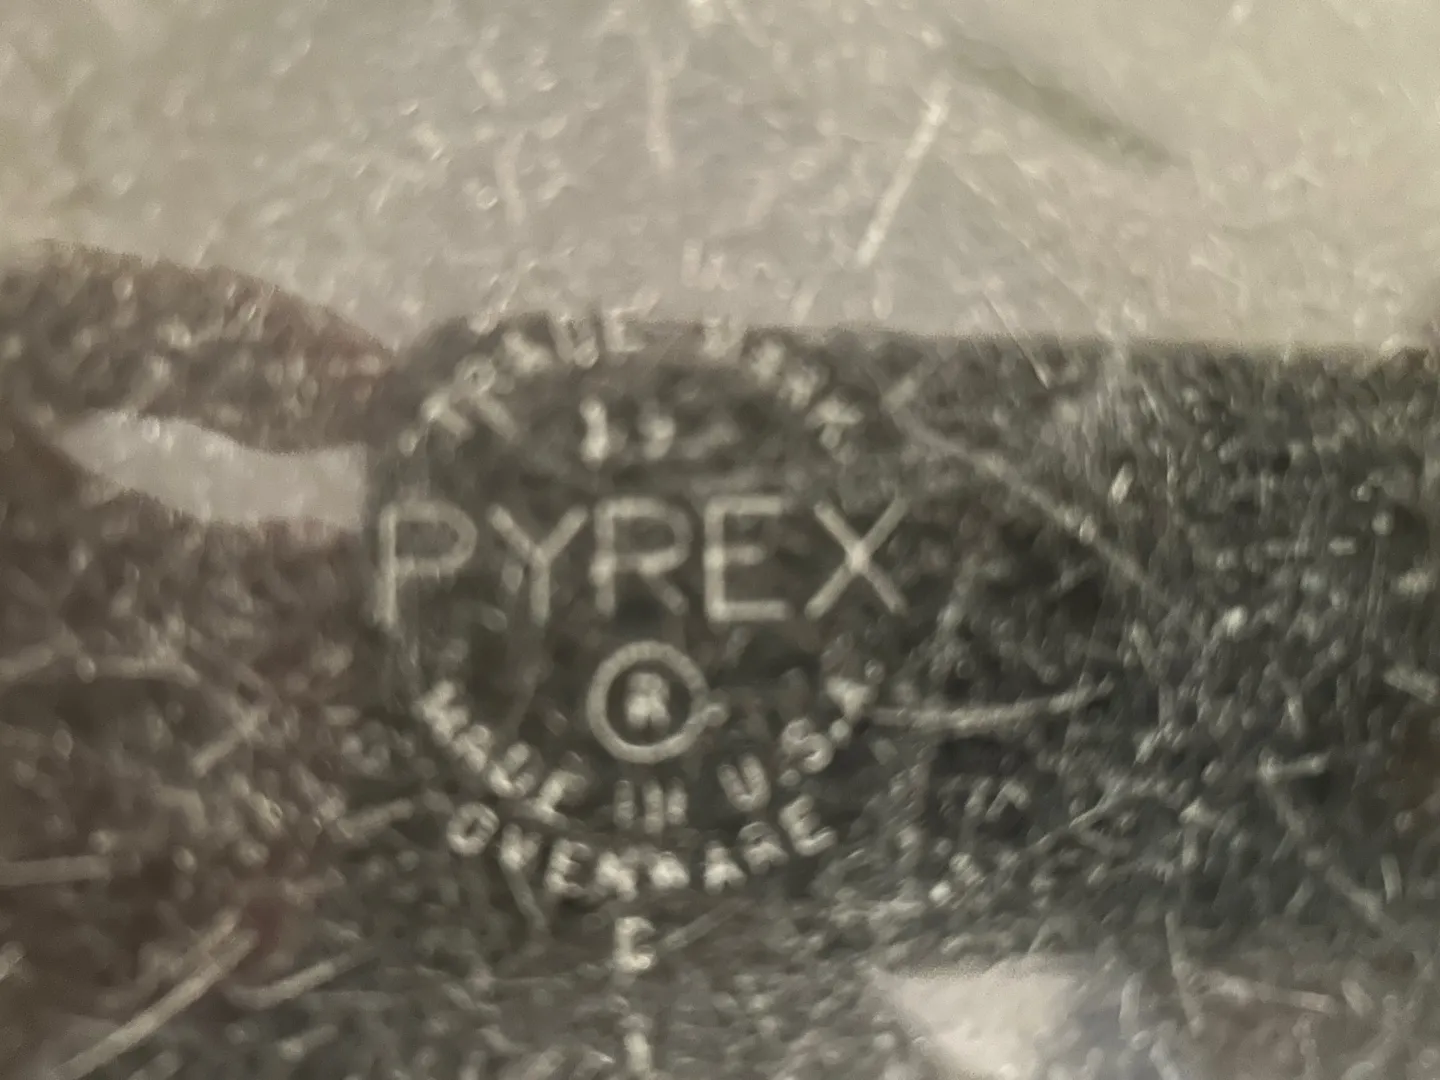 TRADE MARK
PYREX
®
MADE IN U.S.A
OVENWARE